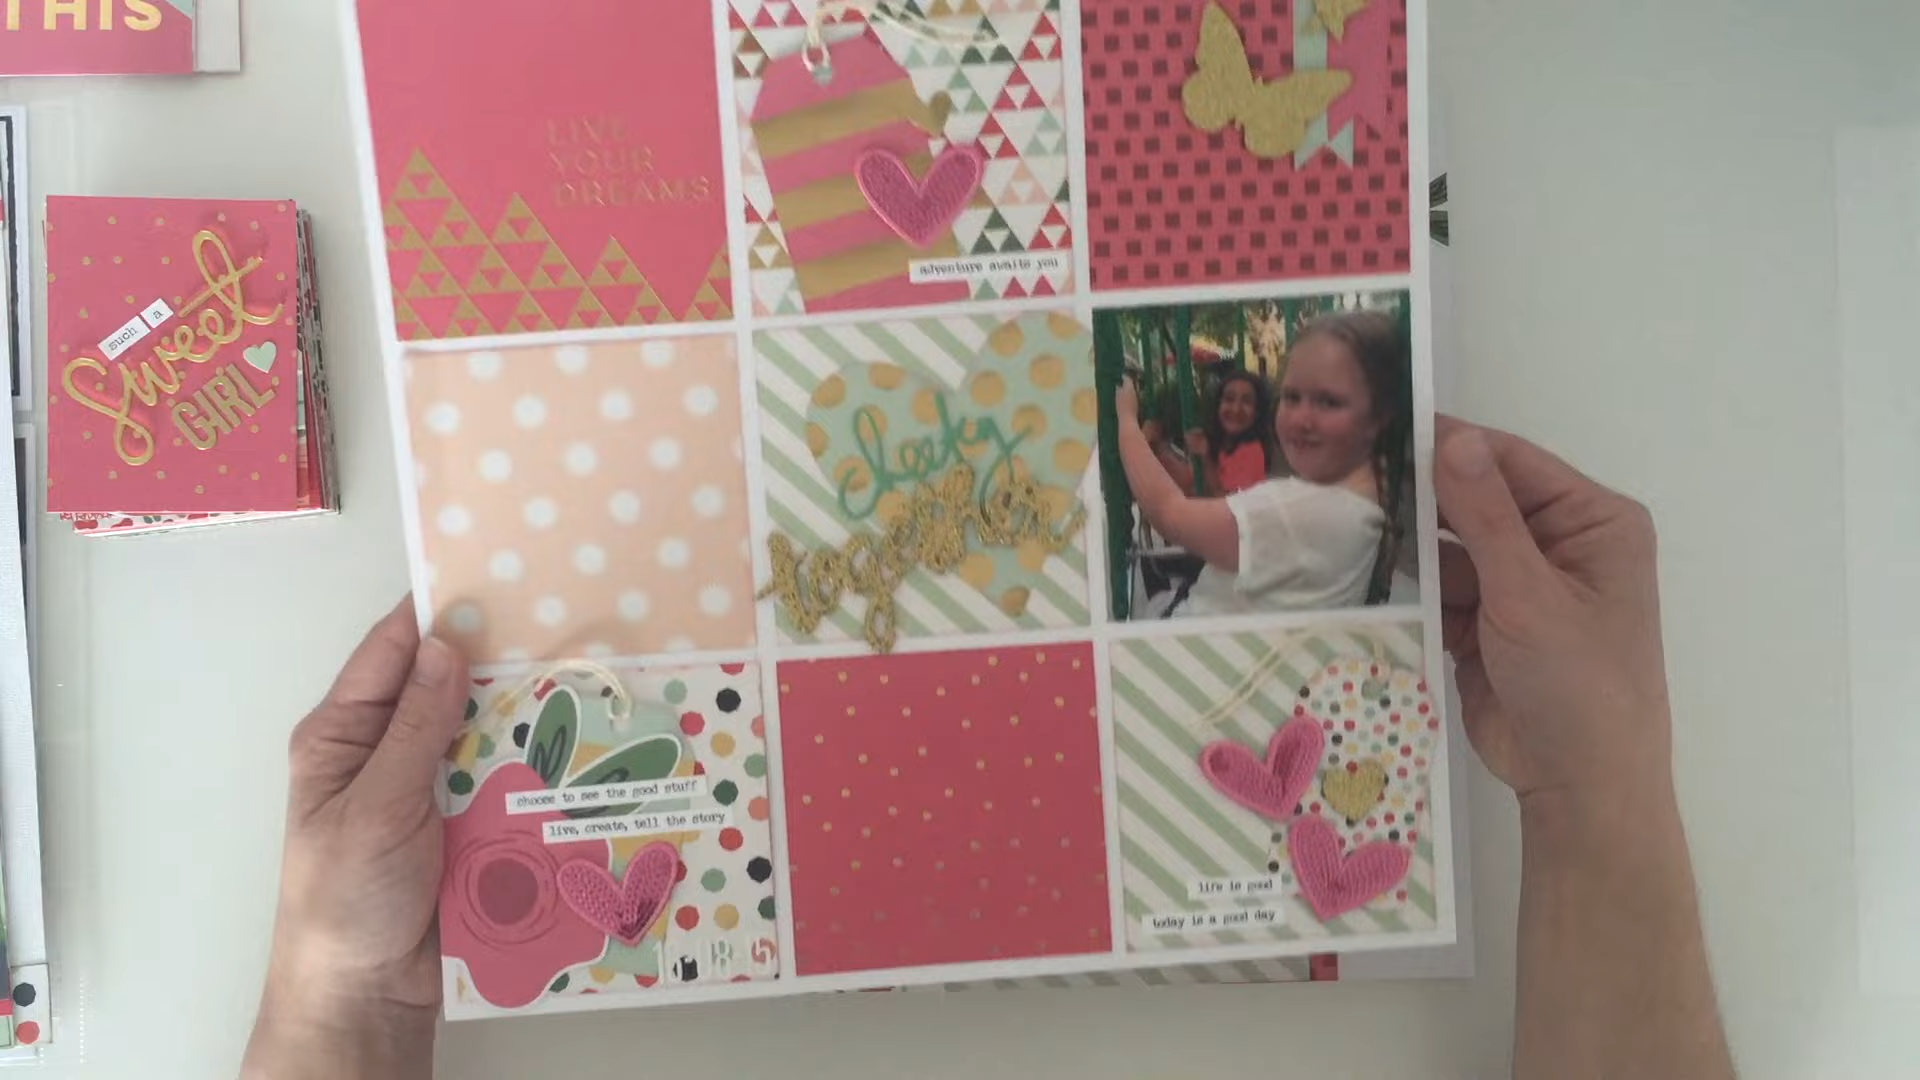 THIS
LIVE
YOUR
DREAMS
adventure awaits you
such a
Sweet
GIRL
cheeky
together
choose to see the good stuff
live, create, tell the story
life is good
today is a good day